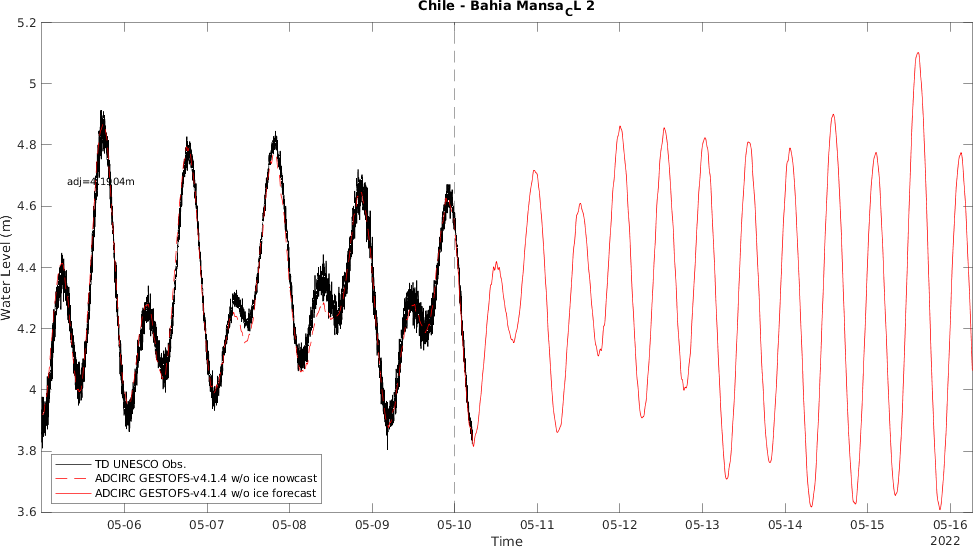 Chile - Bahia Mansa_CL 2
5.2
5
4.8
4.6
4.4
4.2
4
3.8
3.6
Water Level (m)
adj=4.1904m
TD UNESCO Obs.
ADCIRC GESTOFS-v4.1.4 w/o ice nowcast
ADCIRC GESTOFS-v4.1.4 w/o ice forecast
05-06 05-07 05-08 05-09 05-10 05-11 05-12 05-13 05-14 05-15 05-16
Time
2022